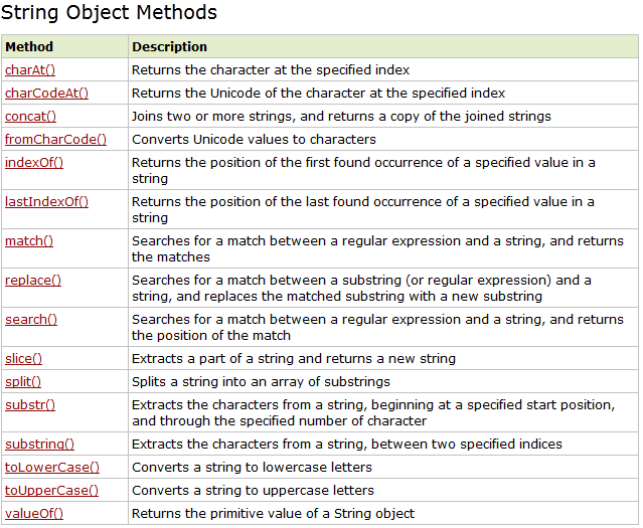 String Object Methods
Method Description
charAt() Returns the character at the specified index
charCodeAt() Returns the Unicode of the character at the specified index
concat() Joins two or more strings, and returns a copy of the joined strings
fromCharCode() Converts Unicode values to characters
indexOf() Returns the position of the first found occurrence of a specified value in a
string
lastIndexOf() Returns the position of the last found occurrence of a specified value in a
string
match() Searches for a match between a regular expression and a string, and returns
the matches
replace() Searches for a match between a substring (or regular expression) and a
string, and replaces the matched substring with a new substring
search() Searches for a match between a regular expression and a string, and returns
the position of the match
slice() Extracts a part of a string and returns a new string
split() Splits a string into an array of substrings
substr() Extracts the characters from a string, beginning at a specified start position,
and through the specified number of character
substring() Extracts the characters from a string, between two specified indices
toLowerCase() Converts a string to lowercase letters
toUpperCase() Converts a string to uppercase letters
valueOf() Returns the primitive value of a String object